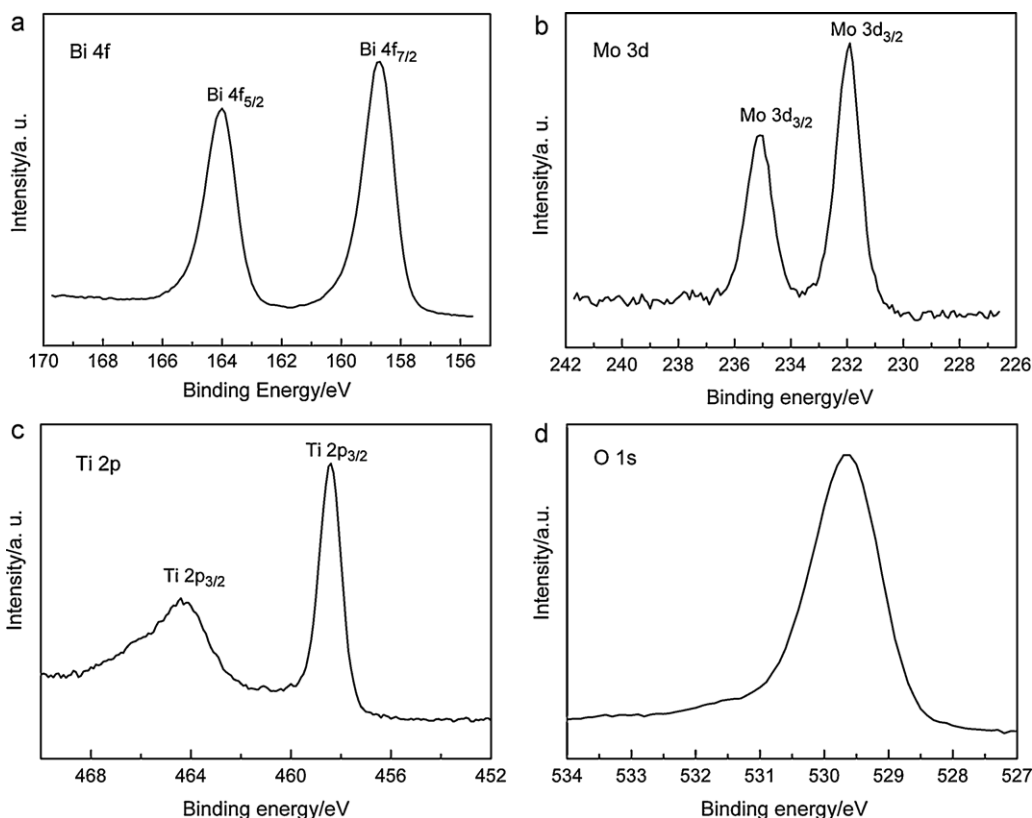 a
Bi 4f
Bi 4f7/2
Bi 4f5/2
Intensity/a. u.
170 168 166 164 162 160 158 156
Binding Energy/eV
b
Mo 3d
Mo 3d3/2
Mo 3d3/2
Intensity/a. u.
242 240 238 236 234 232 230 228 226
Binding energy/eV
c
Ti 2p
Ti 2p3/2
Ti 2p3/2
Intensity/a. u.
468 464 460 456 452
Binding energy/eV
d
O 1s
Intensity/a.u.
534 533 532 531 530 529 528 527
Binding energy/eV